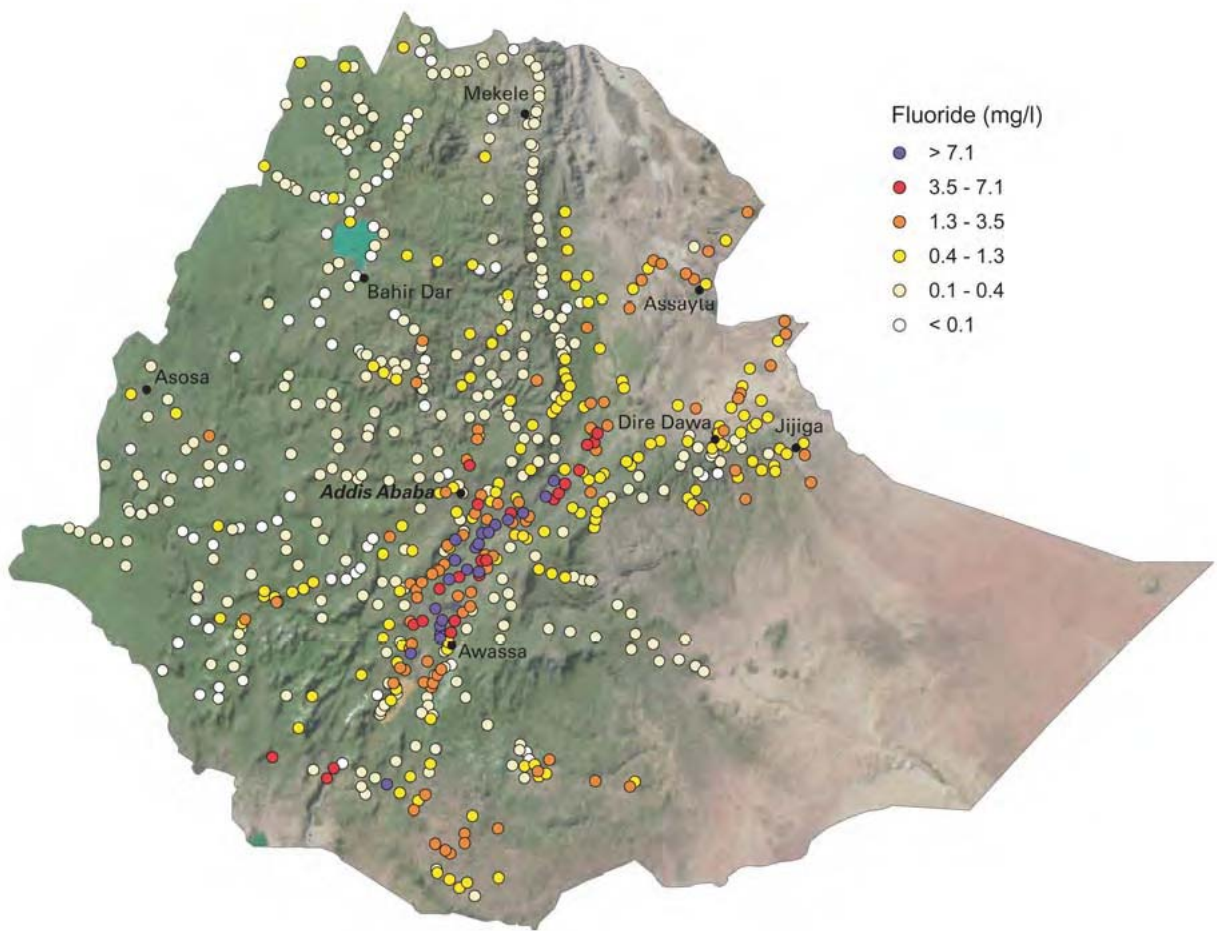 Mekele
Fluoride (mg/l)
> 7.1
3.5 - 7.1
1.3 - 3.5
0.4 - 1.3
0.1 - 0.4
< 0.1
Bahir Dar
Assayta
Asosa
Dire Dawa
Jijiga
Addis Ababa
Awassa